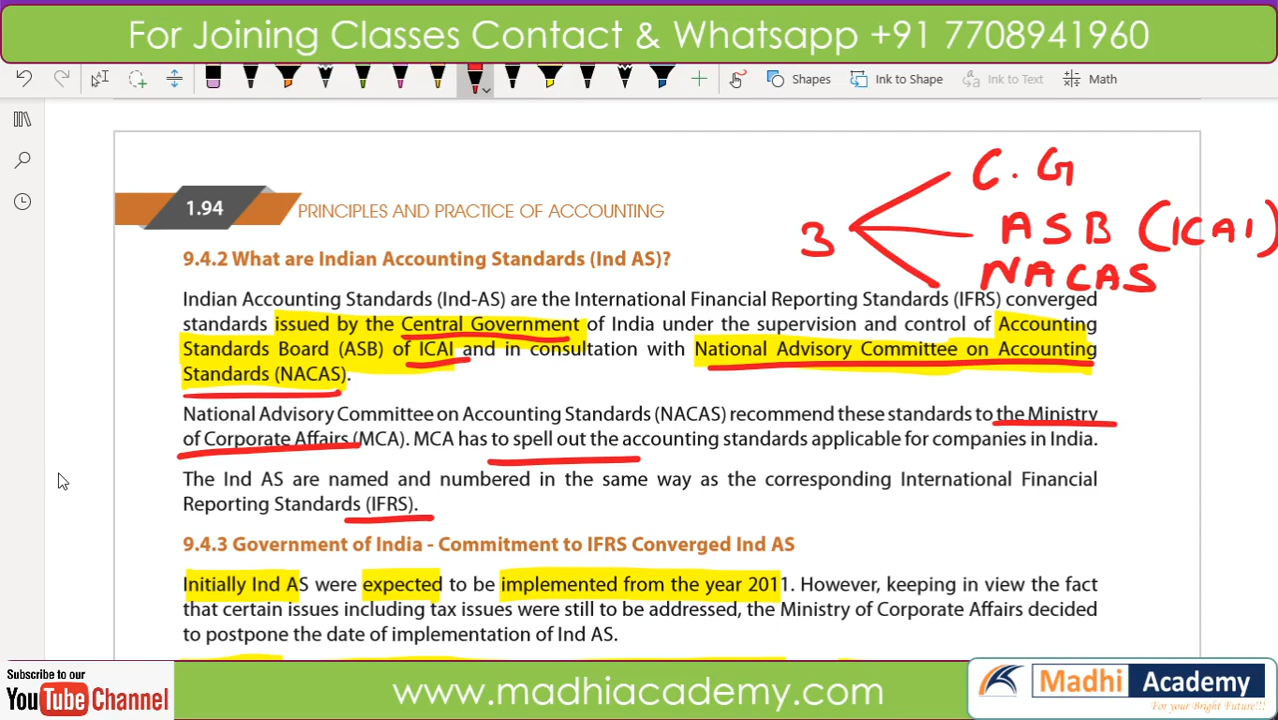 For Joining Classes Contact & Whatsapp +91 7708941960
Shapes Ink to Shape Ink to Text Math
1.94 PRINCIPLES AND PRACTICE OF ACCOUNTING
3
C.G
ASB (ICAI)
NACAS
9.4.2 What are Indian Accounting Standards (Ind AS)?
Indian Accounting Standards (Ind-AS) are the International Financial Reporting Standards (IFRS) converged
standards issued by the Central Government of India under the supervision and control of Accounting
Standards Board (ASB) of ICAI and in consultation with National Advisory Committee on Accounting
Standards (NACAS).
National Advisory Committee on Accounting Standards (NACAS) recommend these standards to the Ministry
of Corporate Affairs (MCA). MCA has to spell out the accounting standards applicable for companies in India.
The Ind AS are named and numbered in the same way as the corresponding International Financial
Reporting Standards (IFRS).
9.4.3 Government of India - Commitment to IFRS Converged Ind AS
Initially Ind AS were expected to be implemented from the year 2011. However, keeping in view the fact
that certain issues including tax issues were still to be addressed, the Ministry of Corporate Affairs decided
to postpone the date of implementation of Ind AS.
Subscribe to our
YouTube Channel
www.madhiacademy.com
Madhi Academy
For your Bright Future!!!